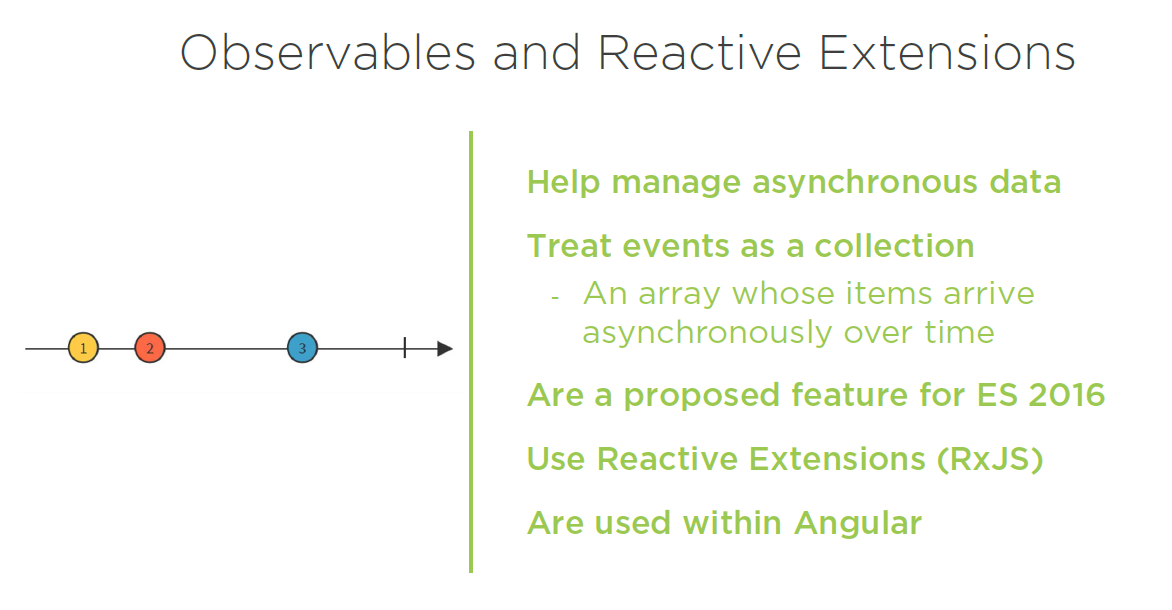 Observables and Reactive Extensions
1 2 3
Help manage asynchronous data
Treat events as a collection
- An array whose items arrive
asynchronously over time
Are a proposed feature for ES 2016
Use Reactive Extensions (RxJS)
Are used within Angular